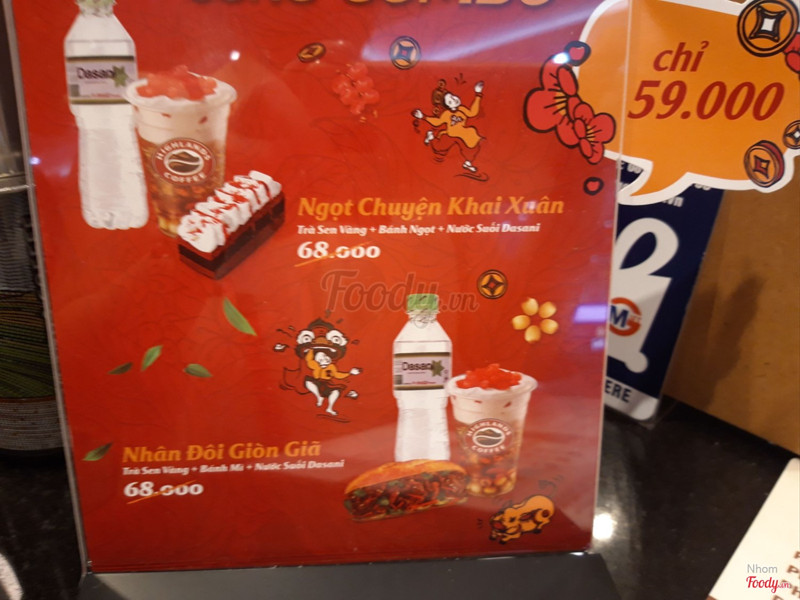 COMBO
chỉ
59.000
Dasani
HIGHLANDS
COFFEE
Ngọt Chuyện Khai Xuân
Trà Sen Vàng + Bánh Ngọt + Nước Suối Dasani
68.000
Foody.vn
Dasani
HIGHLANDS
COFFEE
Nhân Đôi Giòn Giã
Trà Sen Vàng + Bánh Mì + Nước Suối Dasani
68.000
M
ERE
Nhom
Foody.vn